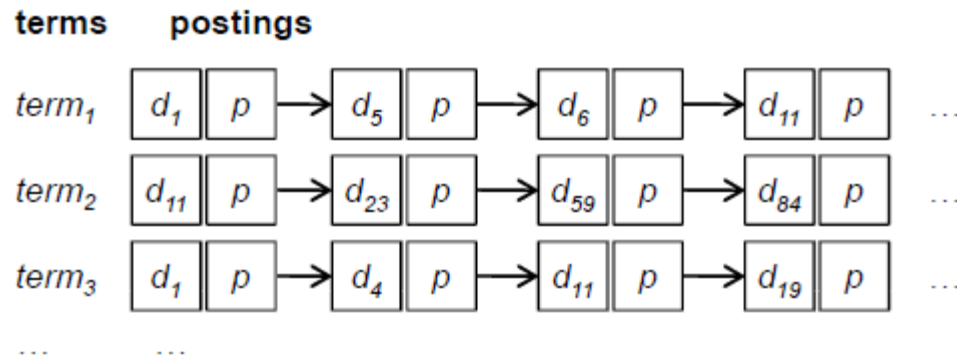 terms postings
term₁ d₁ p d₅ p d₆ p d₁₁ p ...
term₂ d₁₁ p d₂₃ p d₅₉ p d₈₄ p ...
term₃ d₁ p d₄ p d₁₁ p d₁₉ p ...
... ...